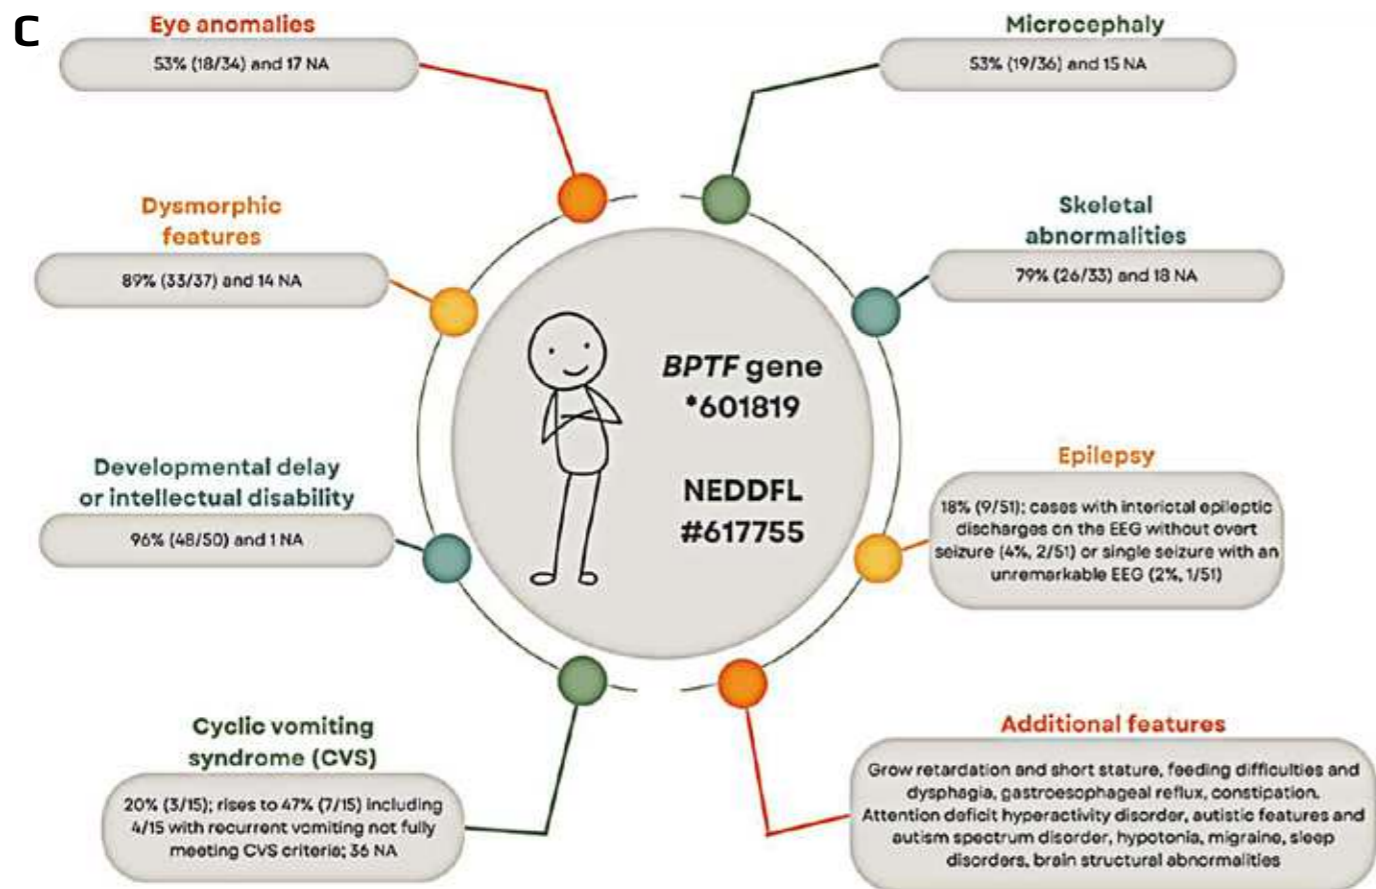 C
Eye anomalies
53% (18/34) and 17 NA
Microcephaly
53% (19/36) and 15 NA
Dysmorphic
features
89% (33/37) and 14 NA
Skeletal
abnormalities
79% (26/33) and 18 NA
BPTF gene
*601819
NEDDFL
#617755
Developmental delay
or intellectual disability
96% (48/50) and 1 NA
Epilepsy
18% (9/51); cases with interictal epileptic
discharges on the EEG without overt
seizure (4%, 2/51) or single seizure with an
unremarkable EEG (2%, 1/51)
Cyclic vomiting
syndrome (CVS)
20% (3/15); rises to 47% (7/15) including
4/15 with recurrent vomiting not fully
meeting CVS criteria; 36 NA
Additional features
Grow retardation and short stature, feeding difficulties and
dysphagia, gastroesophageal reflux, constipation.
Attention deficit hyperactivity disorder, autistic features and
autism spectrum disorder, hypotonia, migraine, sleep
disorders, brain structural abnormalities